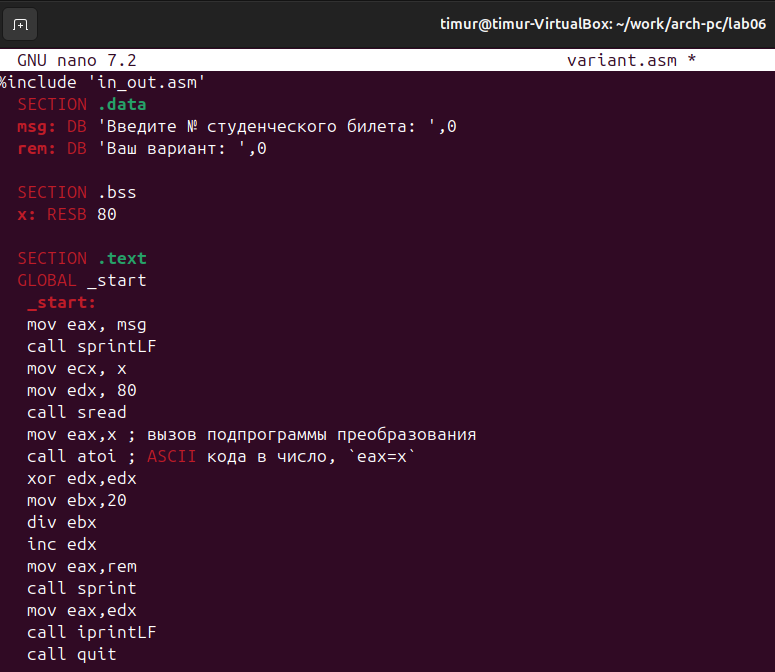 timur@timur-VirtualBox: ~/work/arch-pc/lab06
GNU nano 7.2 variant.asm *
%include 'in_out.asm'
SECTION .data
msg: DB 'Введите № студенческого билета: ',0
rem: DB 'Ваш вариант: ',0
SECTION .bss
x: RESB 80
SECTION .text
GLOBAL _start
_start:
mov eax, msg
call sprintLF
mov ecx, x
mov edx, 80
call sread
mov eax,x ; вызов подпрограммы преобразования
call atoi ; ASCII кода в число, `eax=x`
xor edx,edx
mov ebx,20
div ebx
inc edx
mov eax,rem
call sprint
mov eax,edx
call iprintLF
call quit